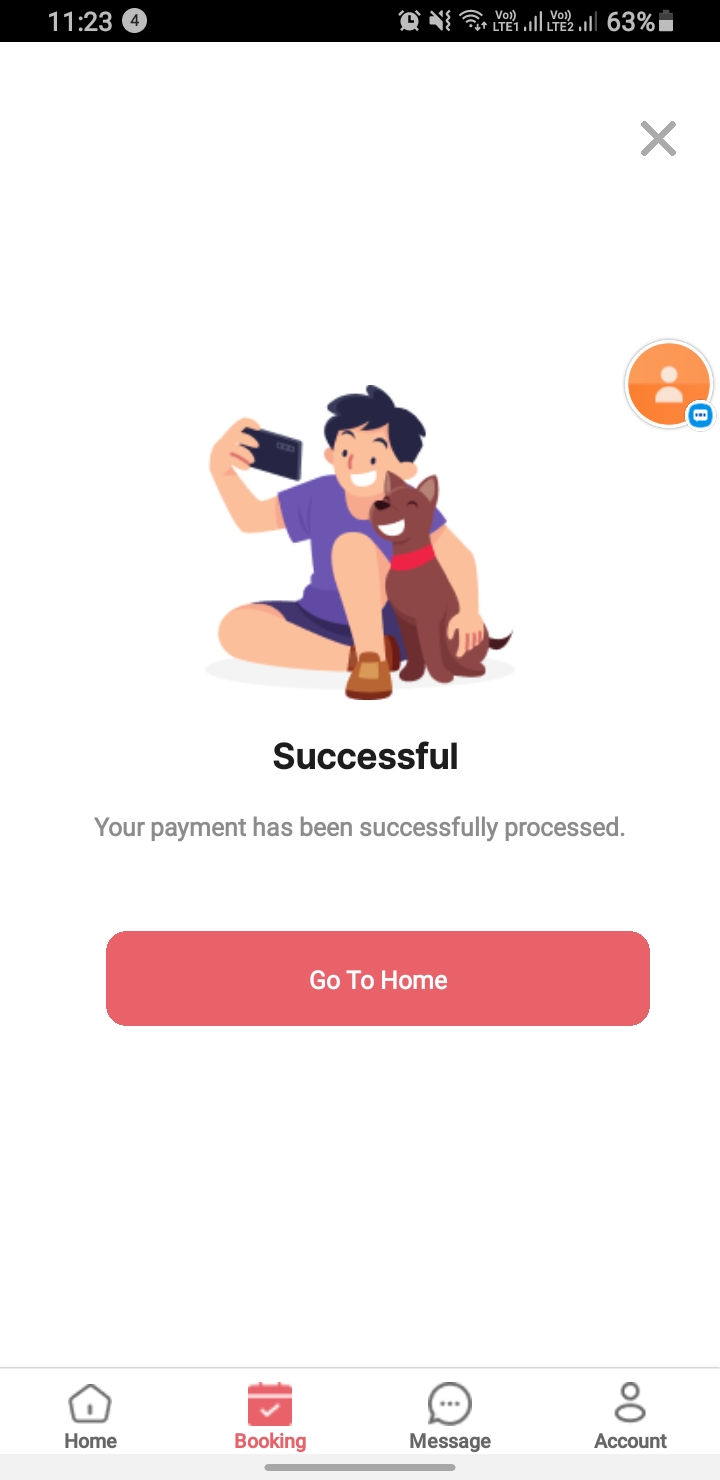 11:23 4 Vo)) LTE1 Vo)) LTE2 63%
Successful
Your payment has been successfully processed.
Go To Home
Home Booking Message Account